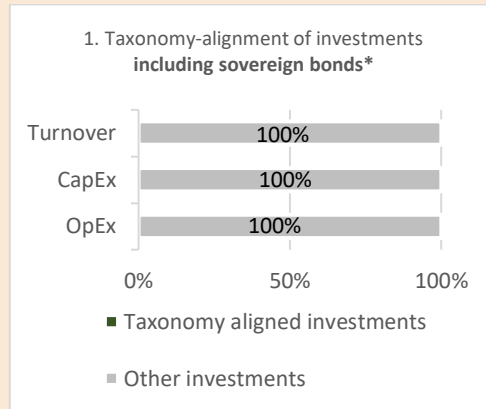 1. Taxonomy-alignment of investments
including sovereign bonds*
Turnover
100%
CapEx
100%
OpEx
100%
0% 50% 100%
Taxonomy aligned investments
Other investments